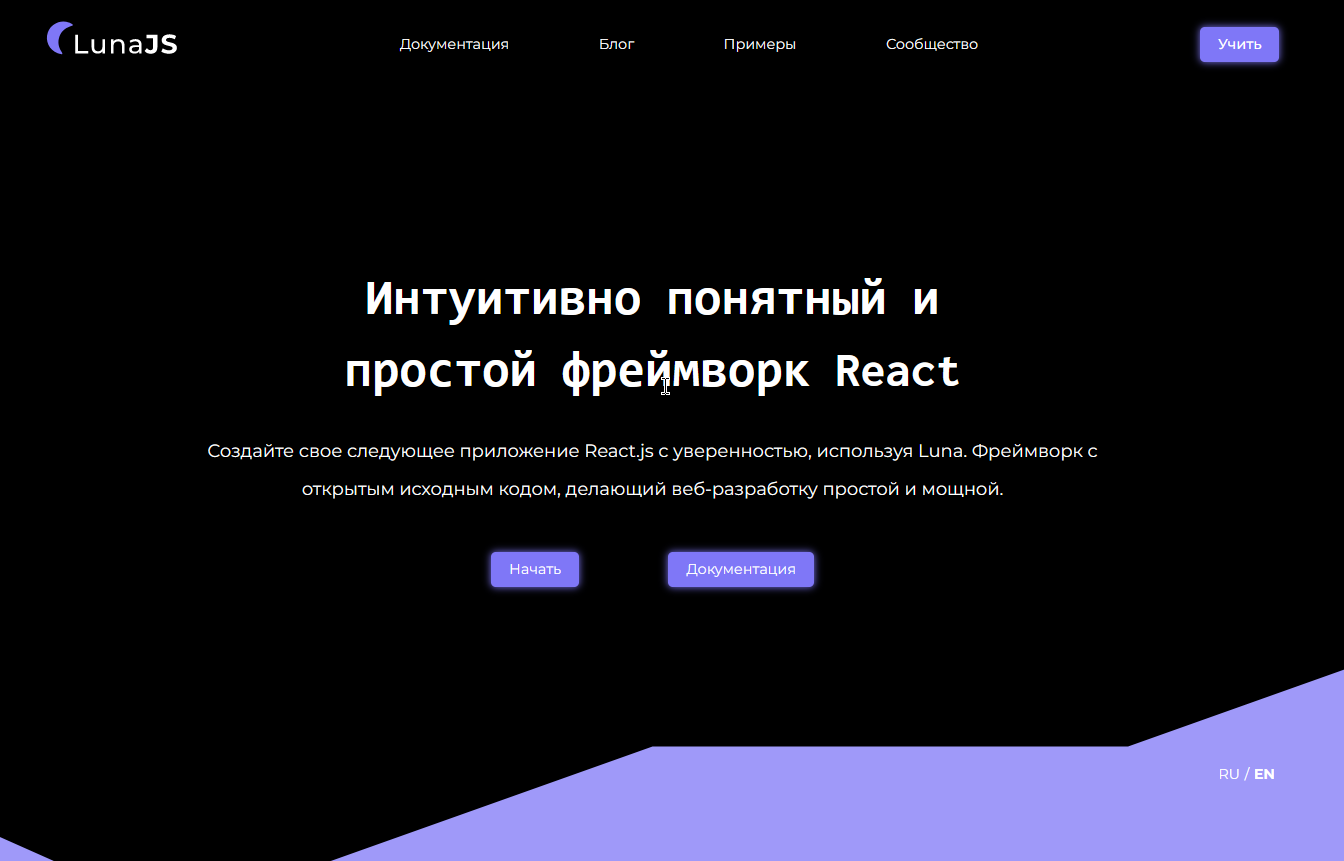 LunaJS
Документация
Блог
Примеры
Сообщество
Учить
Интуитивно понятный и
простой фреймворк React
Создайте свое следующее приложение React.js с уверенностью, используя Luna. Фреймворк с
открытым исходным кодом, делающий веб-разработку простой и мощной.
Начать
Документация
RU / EN